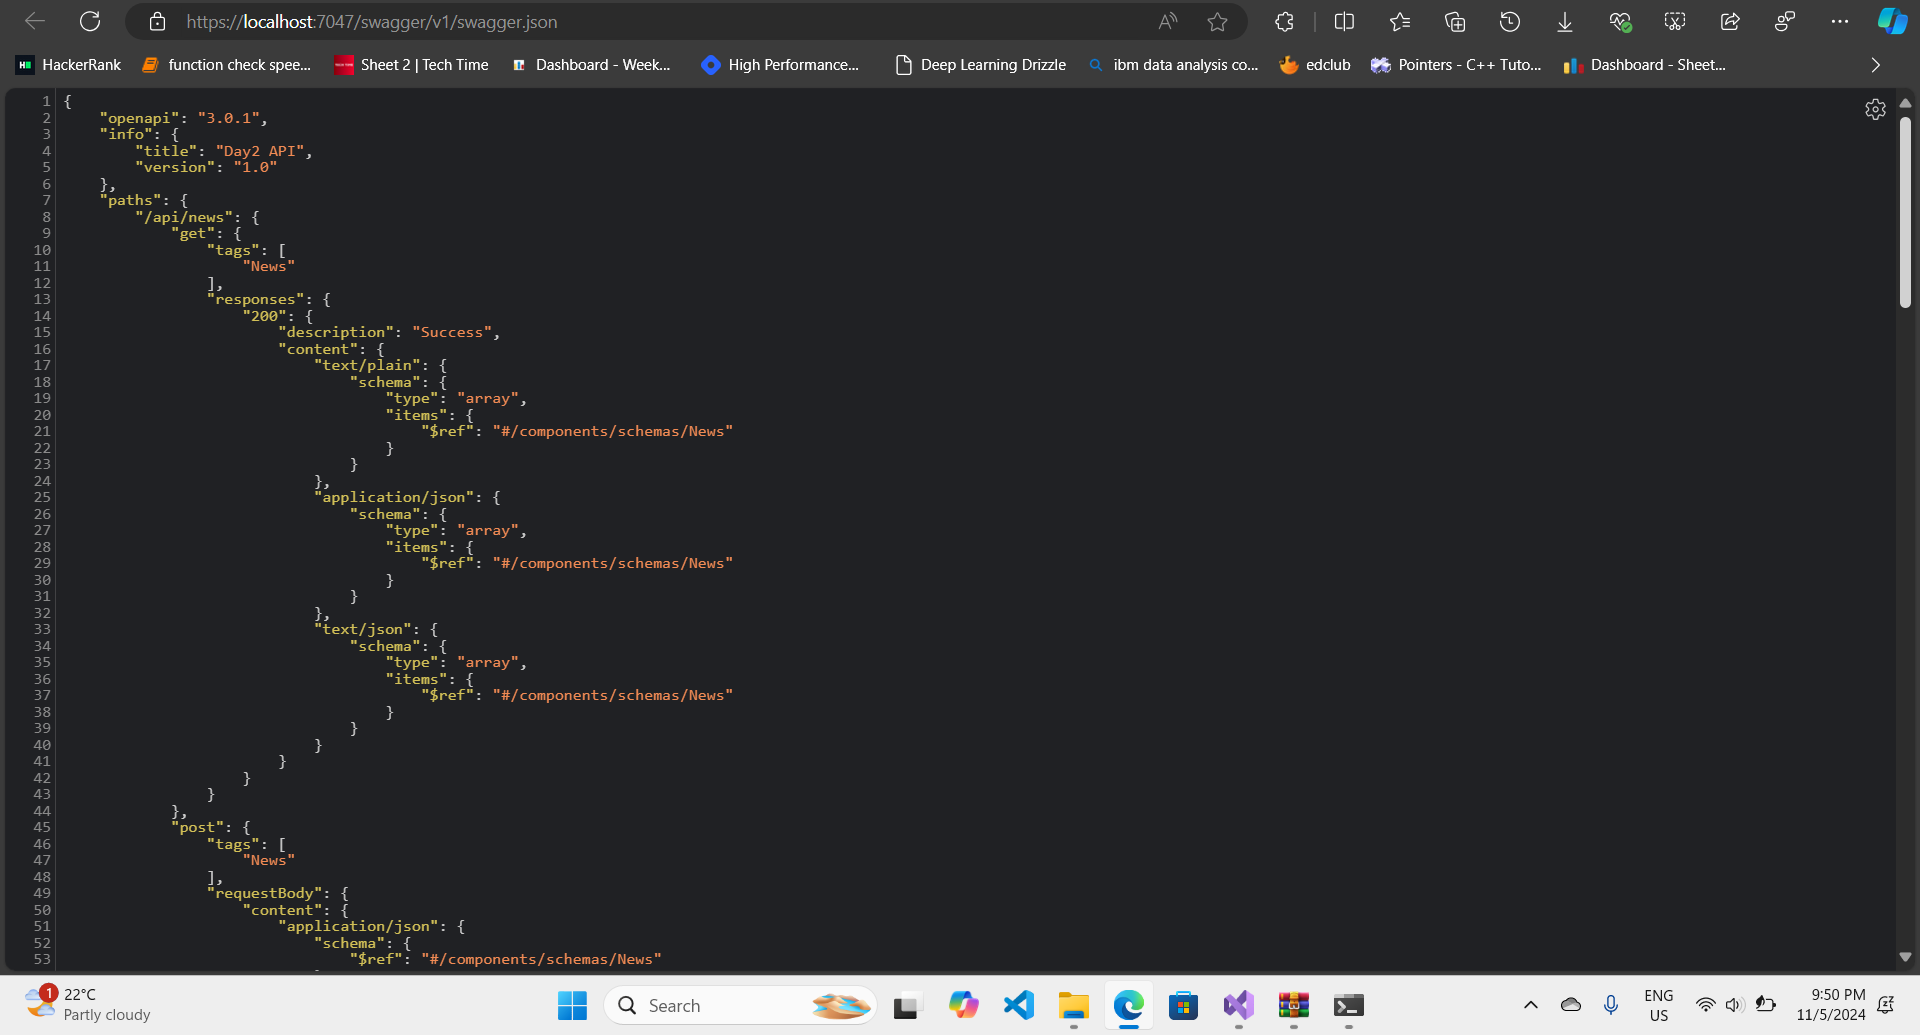 https://localhost:7047/swagger/v1/swagger.json
HackerRank function check spee... Sheet 2 | Tech Time Dashboard - Week... High Performance... Deep Learning Drizzle ibm data analysis co... edclub Pointers - C++ Tuto... Dashboard - Sheet...
1 {
2 "openapi": "3.0.1",
3 "info": {
4 "title": "Day2 API",
5 "version": "1.0"
6 },
7 "paths": {
8 "/api/news": {
9 "get": {
10 "tags": [
11 "News"
12 ],
13 "responses": {
14 "200": {
15 "description": "Success",
16 "content": {
17 "text/plain": {
18 "schema": {
19 "type": "array",
20 "items": {
21 "$ref": "#/components/schemas/News"
22 }
23 }
24 },
25 "application/json": {
26 "schema": {
27 "type": "array",
28 "items": {
29 "$ref": "#/components/schemas/News"
30 }
31 }
32 },
33 "text/json": {
34 "schema": {
35 "type": "array",
36 "items": {
37 "$ref": "#/components/schemas/News"
38 }
39 }
40 }
41 }
42 }
43 }
44 },
45 "post": {
46 "tags": [
47 "News"
48 ],
49 "requestBody": {
50 "content": {
51 "application/json": {
52 "schema": {
53 "$ref": "#/components/schemas/News"
1 22°C
Partly cloudy
Search
ENG
US
9:50 PM
11/5/2024